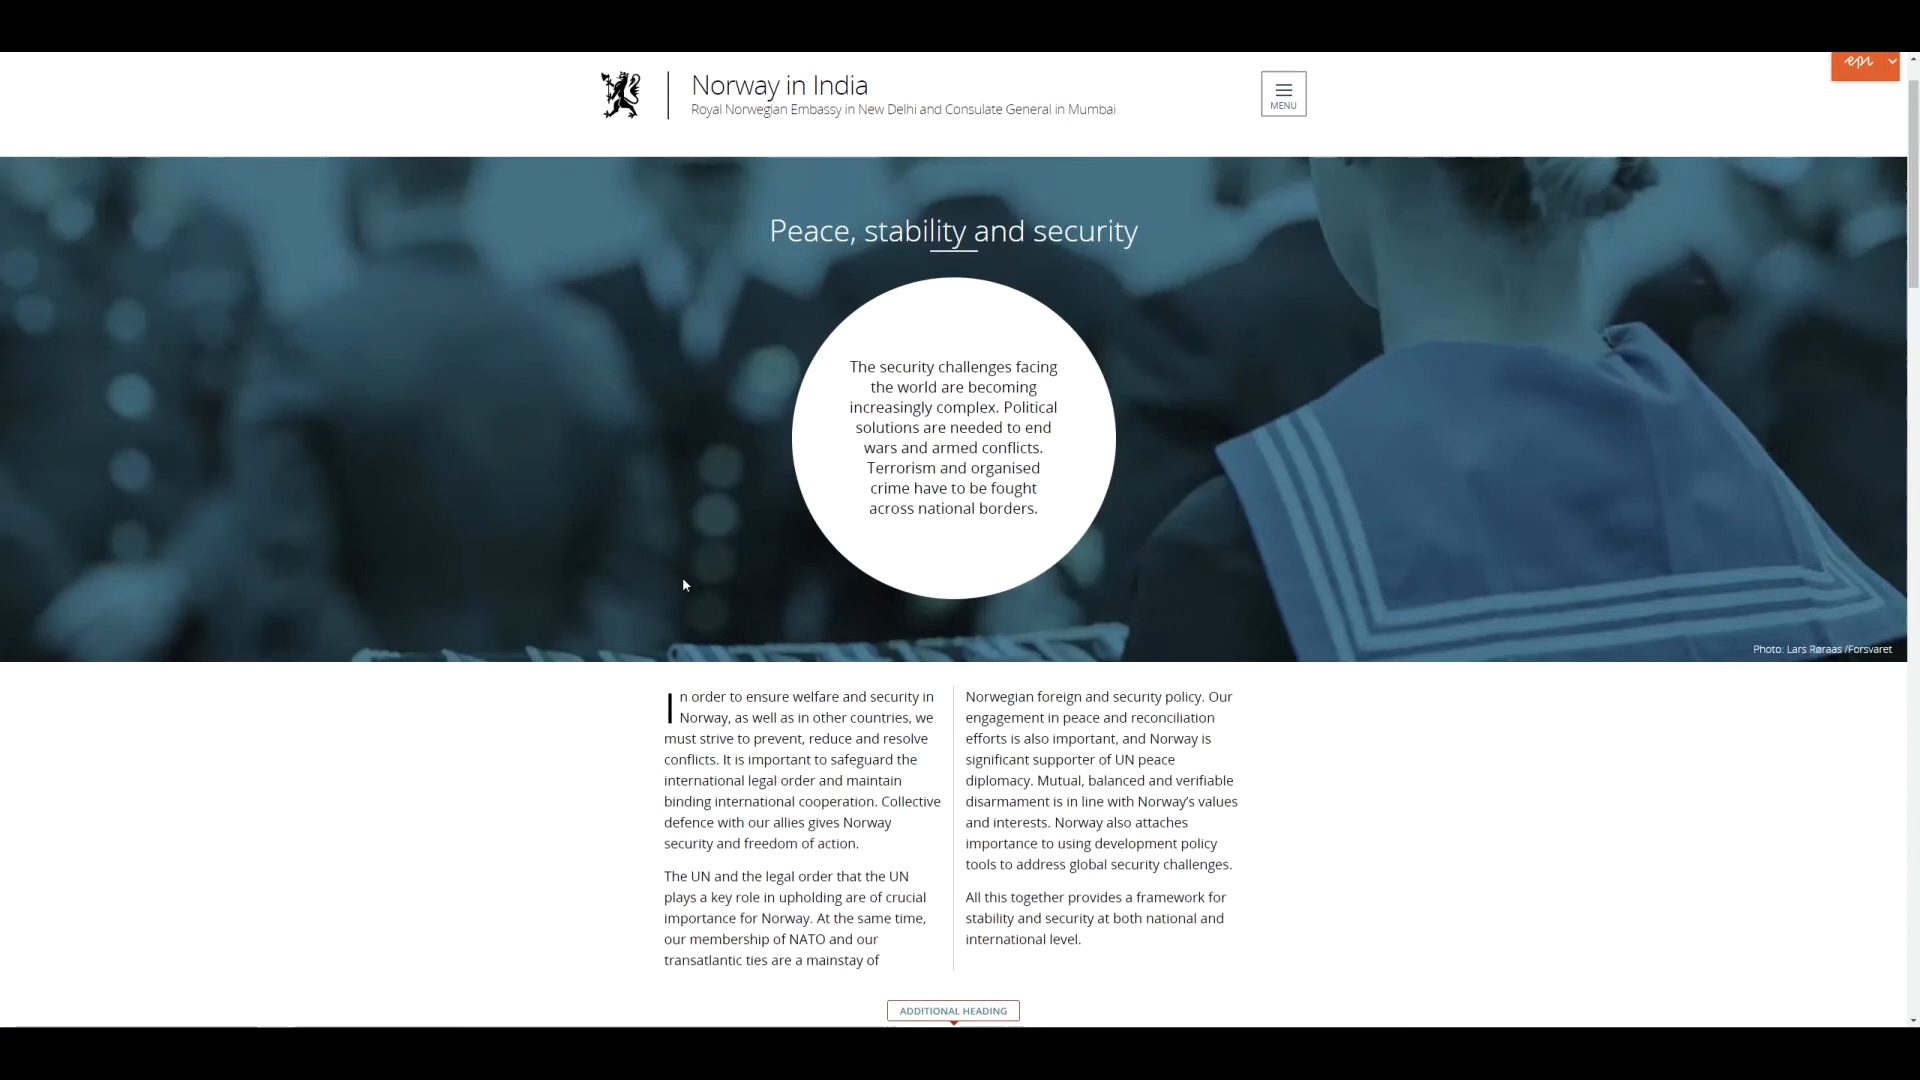 epi
Norway in India
Royal Norwegian Embassy in New Delhi and Consulate General in Mumbai
MENU
Peace, stability and security
The security challenges facing
the world are becoming
increasingly complex. Political
solutions are needed to end
wars and armed conflicts.
Terrorism and organised
crime have to be fought
across national borders.
Photo: Lars Røraas /Forsvaret
In order to ensure welfare and security in
Norway, as well as in other countries, we
must strive to prevent, reduce and resolve
conflicts. It is important to safeguard the
international legal order and maintain
binding international cooperation. Collective
defence with our allies gives Norway
security and freedom of action.
The UN and the legal order that the UN
plays a key role in upholding are of crucial
importance for Norway. At the same time,
our membership of NATO and our
transatlantic ties are a mainstay of
Norwegian foreign and security policy. Our
engagement in peace and reconciliation
efforts is also important, and Norway is
significant supporter of UN peace
diplomacy. Mutual, balanced and verifiable
disarmament is in line with Norway’s values
and interests. Norway also attaches
importance to using development policy
tools to address global security challenges.
All this together provides a framework for
stability and security at both national and
international level.
ADDITIONAL HEADING